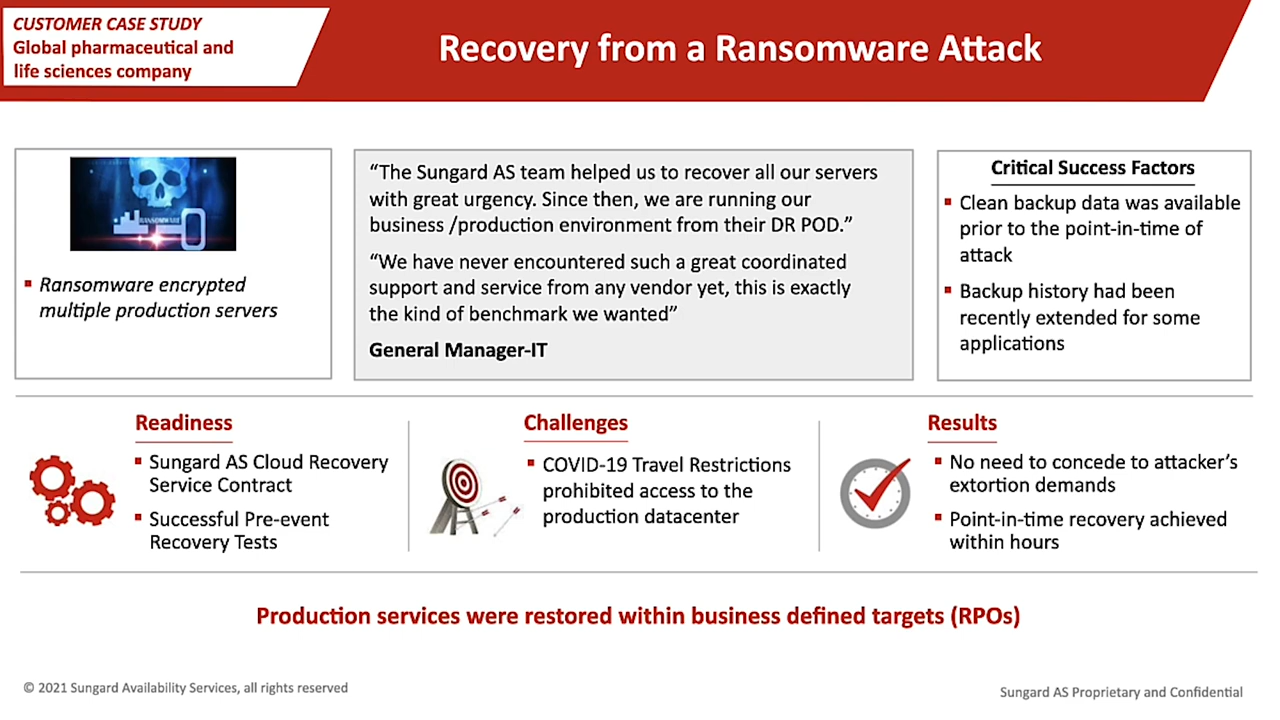 CUSTOMER CASE STUDY
Global pharmaceutical and
life sciences company
Recovery from a Ransomware Attack
RANSOMWARE
Ransomware encrypted
multiple production servers
“The Sungard AS team helped us to recover all our servers
with great urgency. Since then, we are running our
business /production environment from their DR POD.”
“We have never encountered such a great coordinated
support and service from any vendor yet, this is exactly
the kind of benchmark we wanted”
General Manager-IT
Critical Success Factors
Clean backup data was available
prior to the point-in-time of
attack
Backup history had been
recently extended for some
applications
Readiness
Sungard AS Cloud Recovery
Service Contract
Successful Pre-event
Recovery Tests
Challenges
COVID-19 Travel Restrictions
prohibited access to the
production datacenter
Results
No need to concede to attacker’s
extortion demands
Point-in-time recovery achieved
within hours
Production services were restored within business defined targets (RPOs)
© 2021 Sungard Availability Services, all rights reserved
Sungard AS Proprietary and Confidential